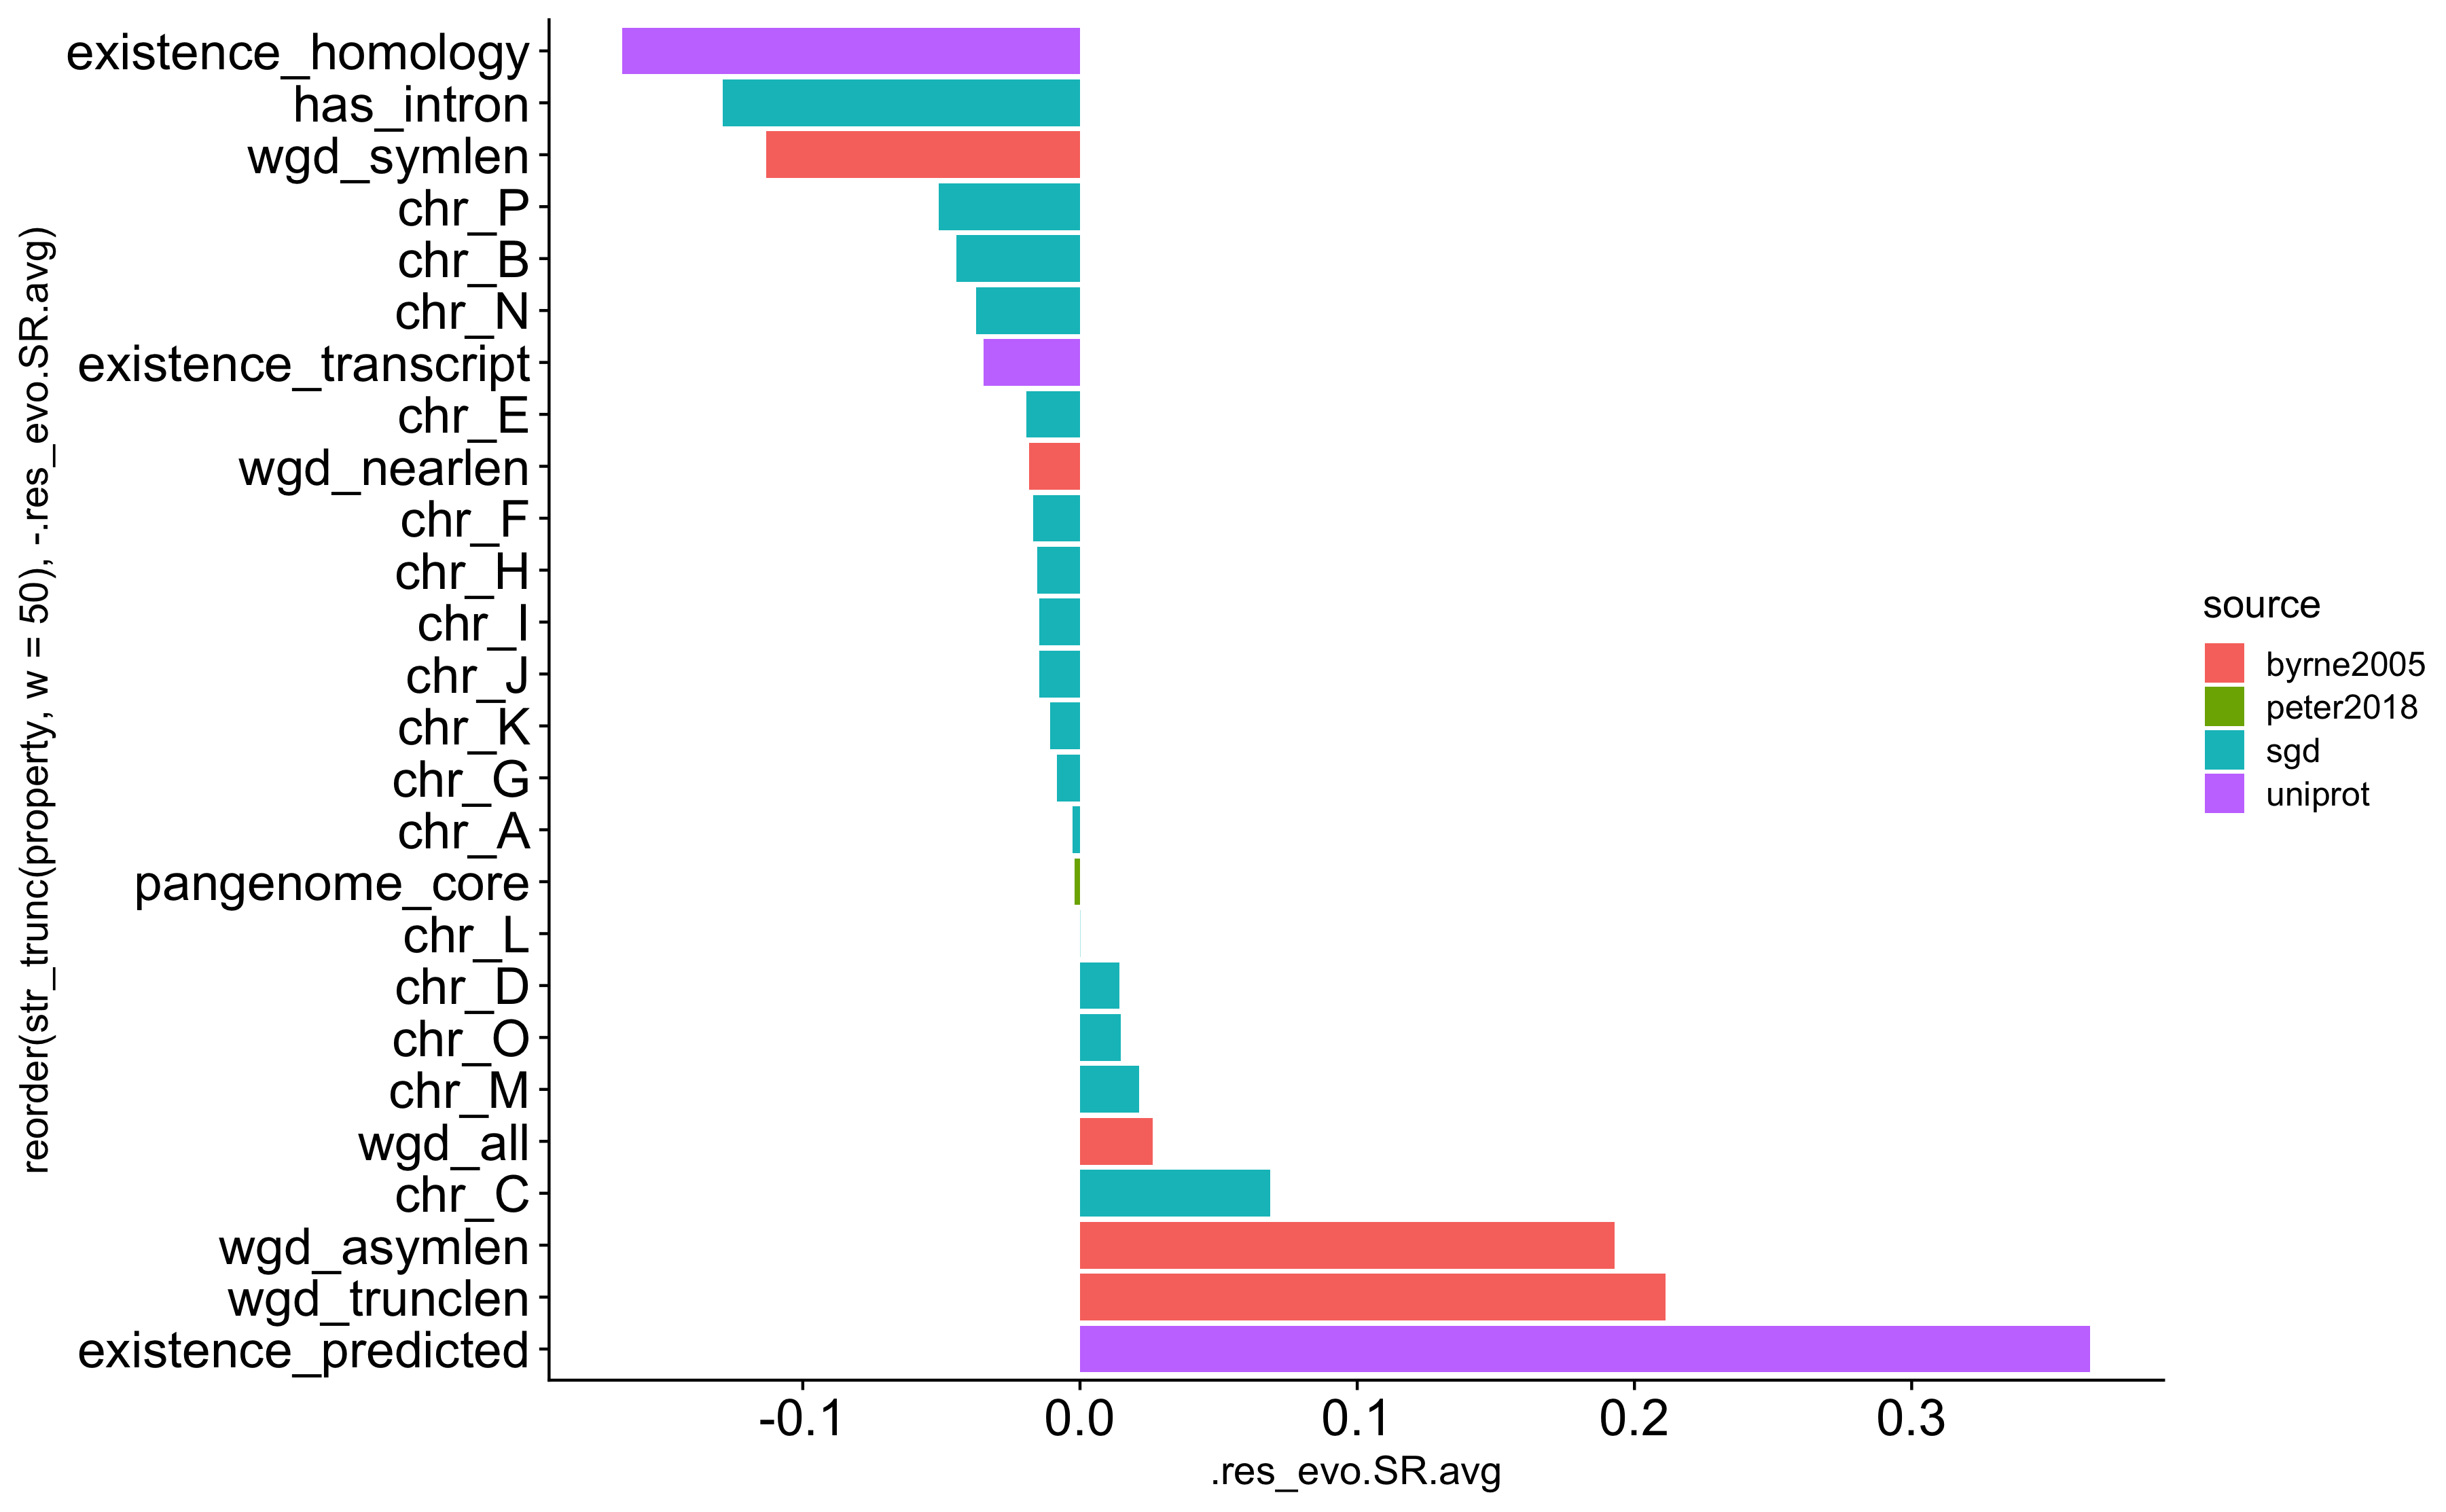 reorder(str_trunc(property, w = 50), -.res_evo.SR.avg)
existence_homology
has_intron
wgd_symlen
chr_P
chr_B
chr_N
existence_transcript
chr_E
wgd_nearlen
chr_F
chr_H
chr_I
chr_J
chr_K
chr_G
chr_A
pangenome_core
chr_L
chr_D
chr_O
chr_M
wgd_all
chr_C
wgd_asymlen
wgd_trunclen
existence_predicted
-0.1 0.0 0.1 0.2 0.3
.res_evo.SR.avg
source
byrne2005
peter2018
sgd
uniprot